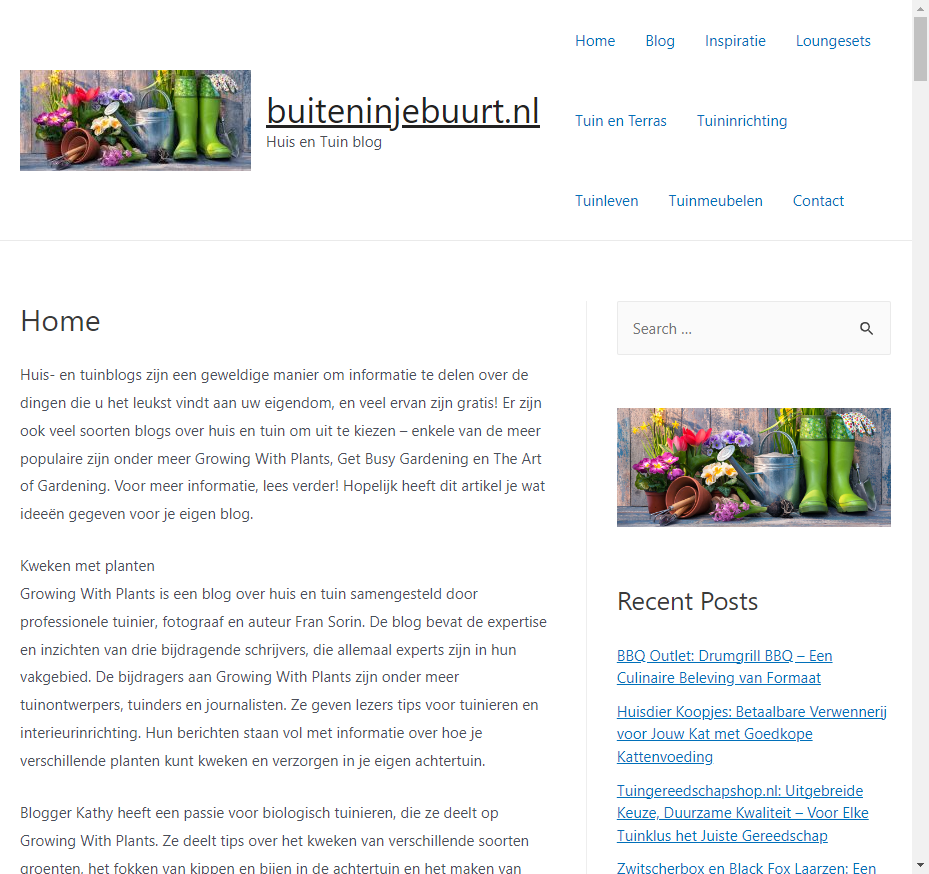 Home Blog Inspiratie Loungesets
buiteninjebuurt.nl
Huis en Tuin blog
Tuin en Terras Tuininrichting
Tuinleven Tuinmeubelen Contact
Home
Huis- en tuinblogs zijn een geweldige manier om informatie te delen over de
dingen die u het leukst vindt aan uw eigendom, en veel ervan zijn gratis! Er zijn
ook veel soorten blogs over huis en tuin om uit te kiezen – enkele van de meer
populaire zijn onder meer Growing With Plants, Get Busy Gardening en The Art
of Gardening. Voor meer informatie, lees verder! Hopelijk heeft dit artikel je wat
ideeën gegeven voor je eigen blog.
Kweken met planten
Growing With Plants is een blog over huis en tuin samengesteld door
professionele tuinier, fotograaf en auteur Fran Sorin. De blog bevat de expertise
en inzichten van drie bijdragende schrijvers, die allemaal experts zijn in hun
vakgebied. De bijdragers aan Growing With Plants zijn onder meer
tuinontwerpers, tuinders en journalisten. Ze geven lezers tips voor tuinieren en
interieurinrichting. Hun berichten staan vol met informatie over hoe je
verschillende planten kunt kweken en verzorgen in je eigen achtertuin.
Blogger Kathy heeft een passie voor biologisch tuinieren, die ze deelt op
Growing With Plants. Ze deelt tips over het kweken van verschillende soorten
groenten, het fokken van kippen en bijen in de achtertuin en het maken van
Search ...
Recent Posts
BBQ Outlet: Drumgrill BBQ – Een
Culinaire Beleving van Formaat
Huisdier Koopjes: Betaalbare Verwennerij
voor Jouw Kat met Goedkope
Kattenvoeding
Tuingereedschapshop.nl: Uitgebreide
Keuze, Duurzame Kwaliteit – Voor Elke
Tuinklus het Juiste Gereedschap
Zwitscherbox en Black Fox Laarzen: Een